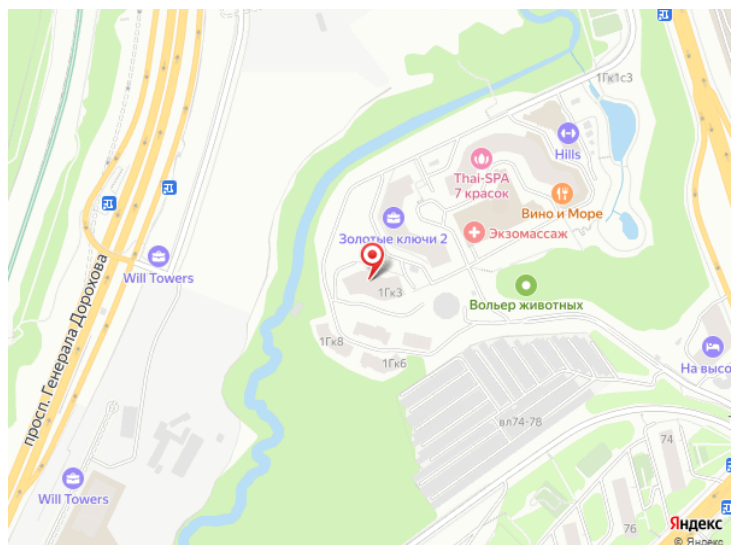 1Гк1с3
Hills
Thai-SPA
7 красок
Вино и Море
Экзомассаж
Золотые ключи 2
Will Towers
1Гк3
Вольер животных
просп. Генерала Дорохова
1Гк8
1Гк6
На высо
вл74-78
74
Will Towers
76
Яндекс
© Яндекс